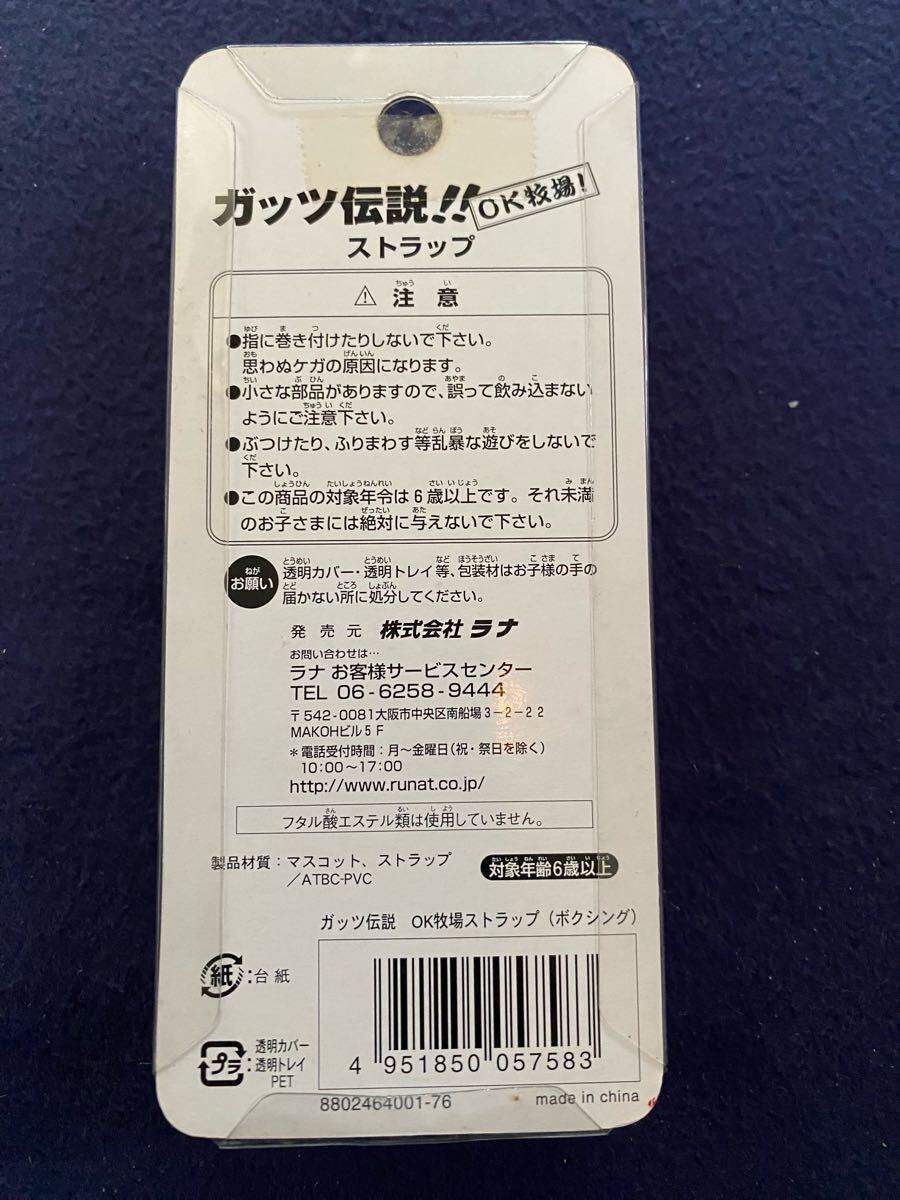 ガッツ伝説!! OK牧場!
ストラップ
⚠ 注意
●指に巻き付けたりしないで下さい。
思わぬケガの原因になります。
●小さな部品がありますので、誤って飲み込まない
ようにご注意下さい。
●ぶつけたり、ふりまわす等乱暴な遊びをしないで
下さい。
●この商品の対象年令は6歳以上です。それ未満
のお子さまには絶対に与えないで下さい。
お願い 透明カバー・透明トレイ等、包装材はお子様の手の
届かない所に処分してください。
発売元 株式会社 ラナ
お問い合わせは…
ラナ お客様サービスセンター
TEL 06-6258-9444
〒542-0081大阪市中央区南船場3-2-22
MAKOHビル5F
*電話受付時間：月～金曜日(祝・祭日を除く)
10:00～17:00
http://www.runat.co.jp/
フタル酸エステル類は使用していません。
製品材質：マスコット、ストラップ
／ATBC-PVC
対象年齢6歳以上
ガッツ伝説 OK牧場ストラップ（ボクシング）
紙：台紙
4 951850 057583
プラ：透明カバー
透明トレイ
PET
8802464001-76
made in china